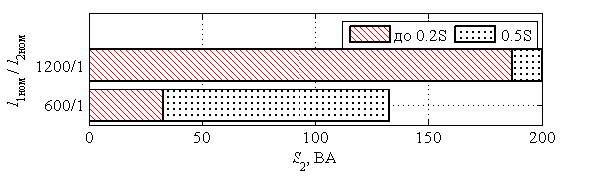 до 0.2S 0.5S
I1ном / I2ном
1200/1
600/1
0 50 100 150 200
S2, ВА